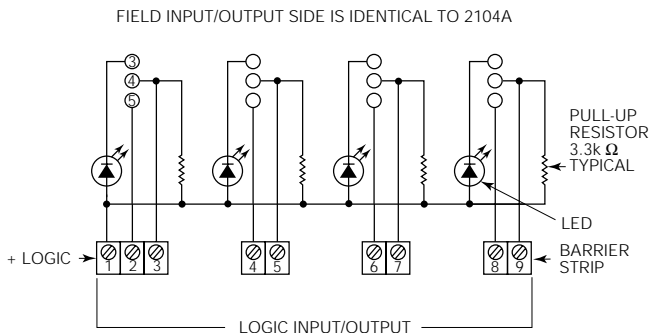 FIELD INPUT/OUTPUT SIDE IS IDENTICAL TO 2104A
3
4
5
PULL-UP
RESISTOR
3.3k Ω
TYPICAL
LED
+ LOGIC
1 2 3 4 5 6 7 8 9
BARRIER
STRIP
LOGIC INPUT/OUTPUT